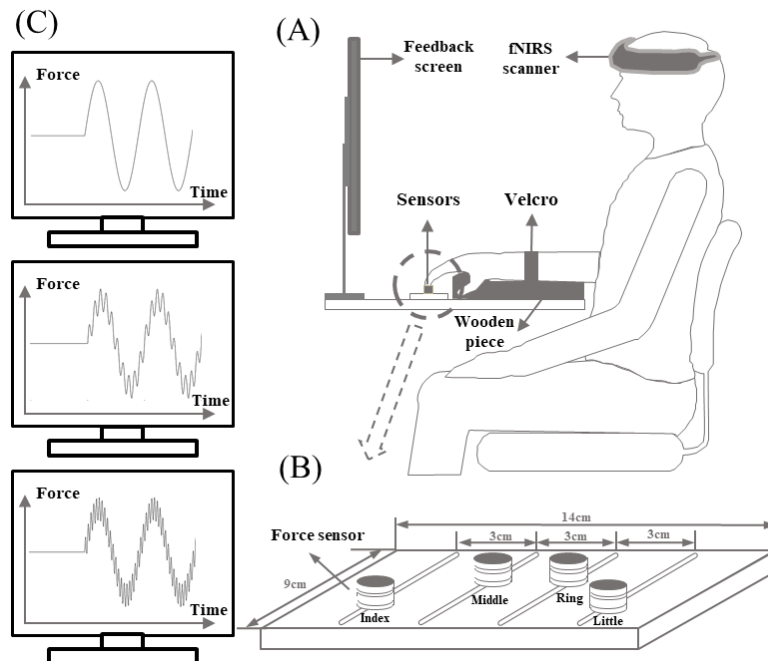 (C)
Force
Time
Force
Time
Force
Time
(A)
Feedback
screen
fNIRS
scanner
Sensors
Velcro
Wooden
piece
(B)
14cm
3cm
3cm
3cm
Force sensor
9cm
Index
Middle
Ring
Little